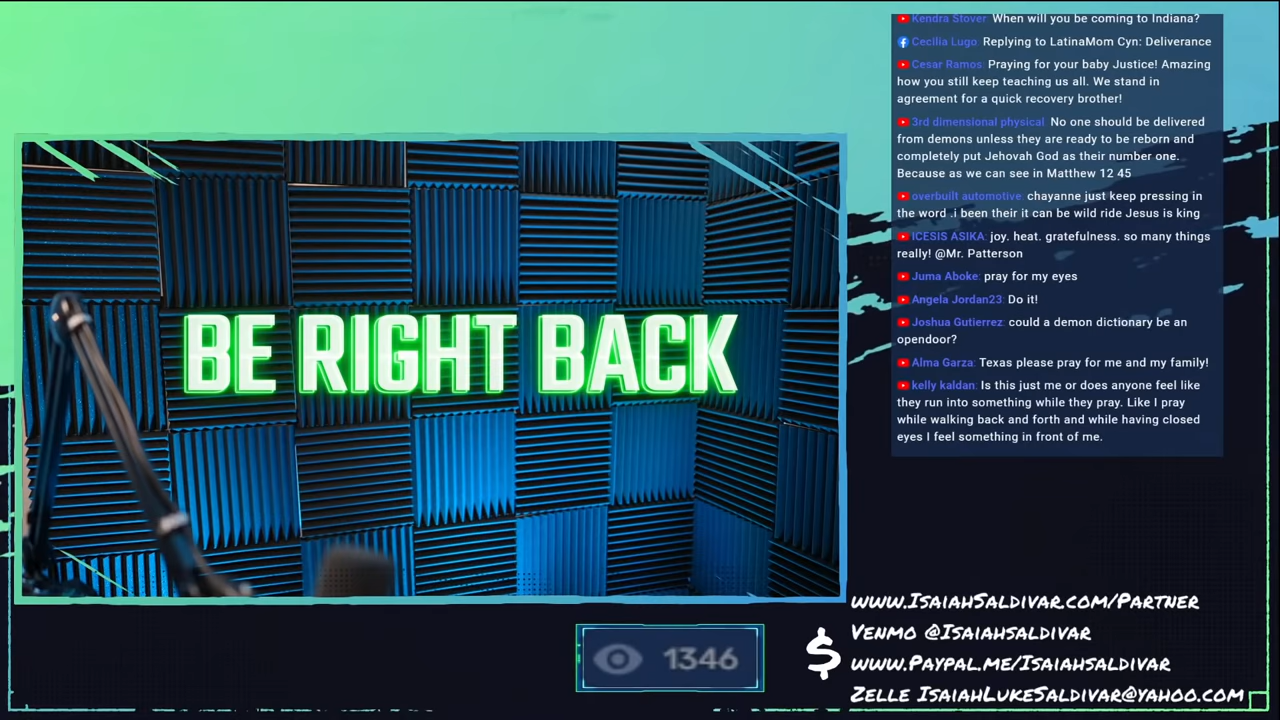 BE RIGHT BACK
Kendra Stover: When will you be coming to Indiana?
Cecilia Lugo: Replying to LatinaMom Cyn: Deliverance
Cesar Ramos: Praying for your baby Justice! Amazing
how you still keep teaching us all. We stand in
agreement for a quick recovery brother!
3rd dimensional physical: No one should be delivered
from demons unless they are ready to be reborn and
completely put Jehovah God as their number one.
Because as we can see in Matthew 12 45
overbuilt automotive: chayanne just keep pressing in
the word .i been their it can be wild ride Jesus is king
ICESIS ASIKA: joy. heat. gratefulness. so many things
really! @Mr. Patterson
Juma Aboke: pray for my eyes
Angela Jordan23: Do it!
Joshua Gutierrez: could a demon dictionary be an
opendoor?
Alma Garza: Texas please pray for me and my family!
kelly kaldan: Is this just me or does anyone feel like
they run into something while they pray. Like I pray
while walking back and forth and while having closed
eyes I feel something in front of me.
1346
$
www.IsaiahSaldivar.com/Partner
Venmo @Isaiahsaldivar
www.Paypal.me/Isaiahsaldivar
Zelle IsaiahLukeSaldivar@yahoo.com